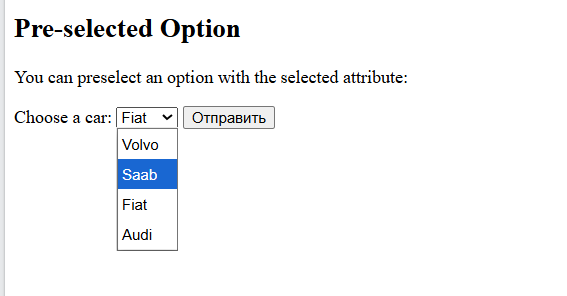 Pre-selected Option
You can preselect an option with the selected attribute:
Choose a car: Fiat Отправить
Volvo
Saab
Fiat
Audi